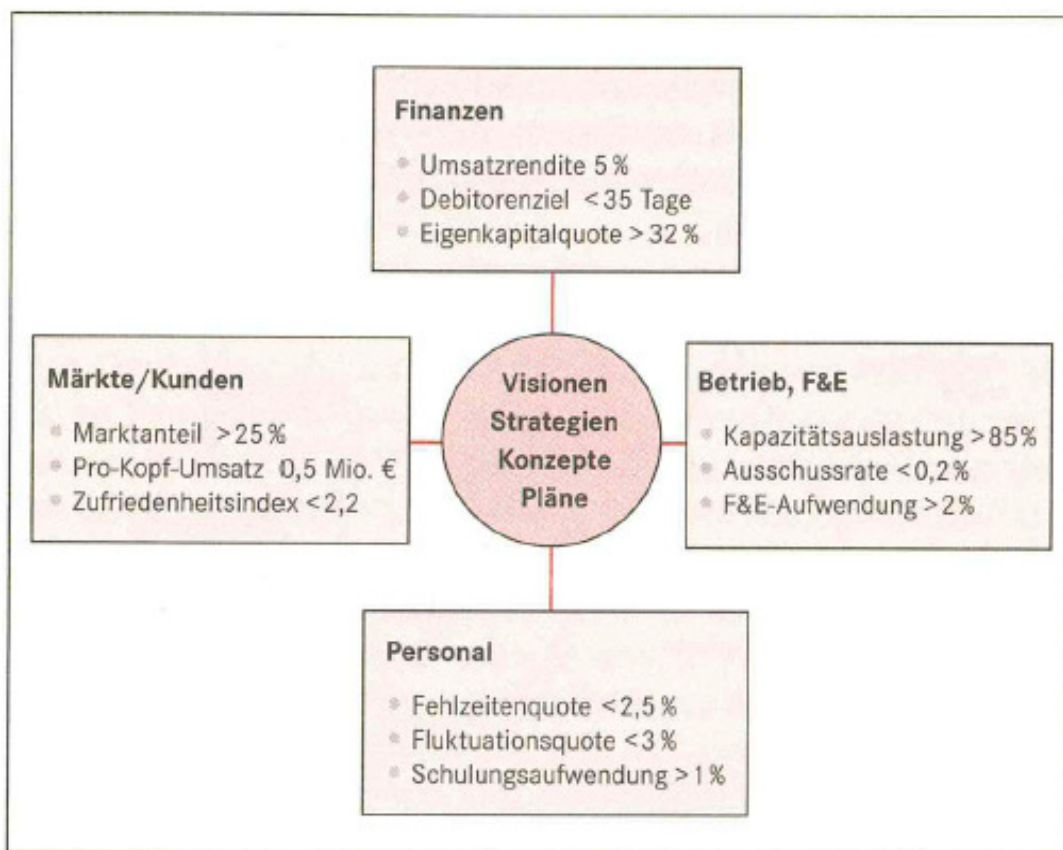 Finanzen
Umsatzrendite 5 %
Debitorenziel < 35 Tage
Eigenkapitalquote > 32 %
Märkte/Kunden
Marktanteil > 25 %
Pro-Kopf-Umsatz 0,5 Mio. €
Zufriedenheitsindex < 2,2
Visionen
Strategien
Konzepte
Pläne
Betrieb, F&E
Kapazitätsauslastung > 85%
Ausschussrate < 0,2 %
F&E-Aufwendung > 2 %
Personal
Fehlzeitenquote < 2,5 %
Fluktuationsquote < 3 %
Schulungsaufwendung > 1 %